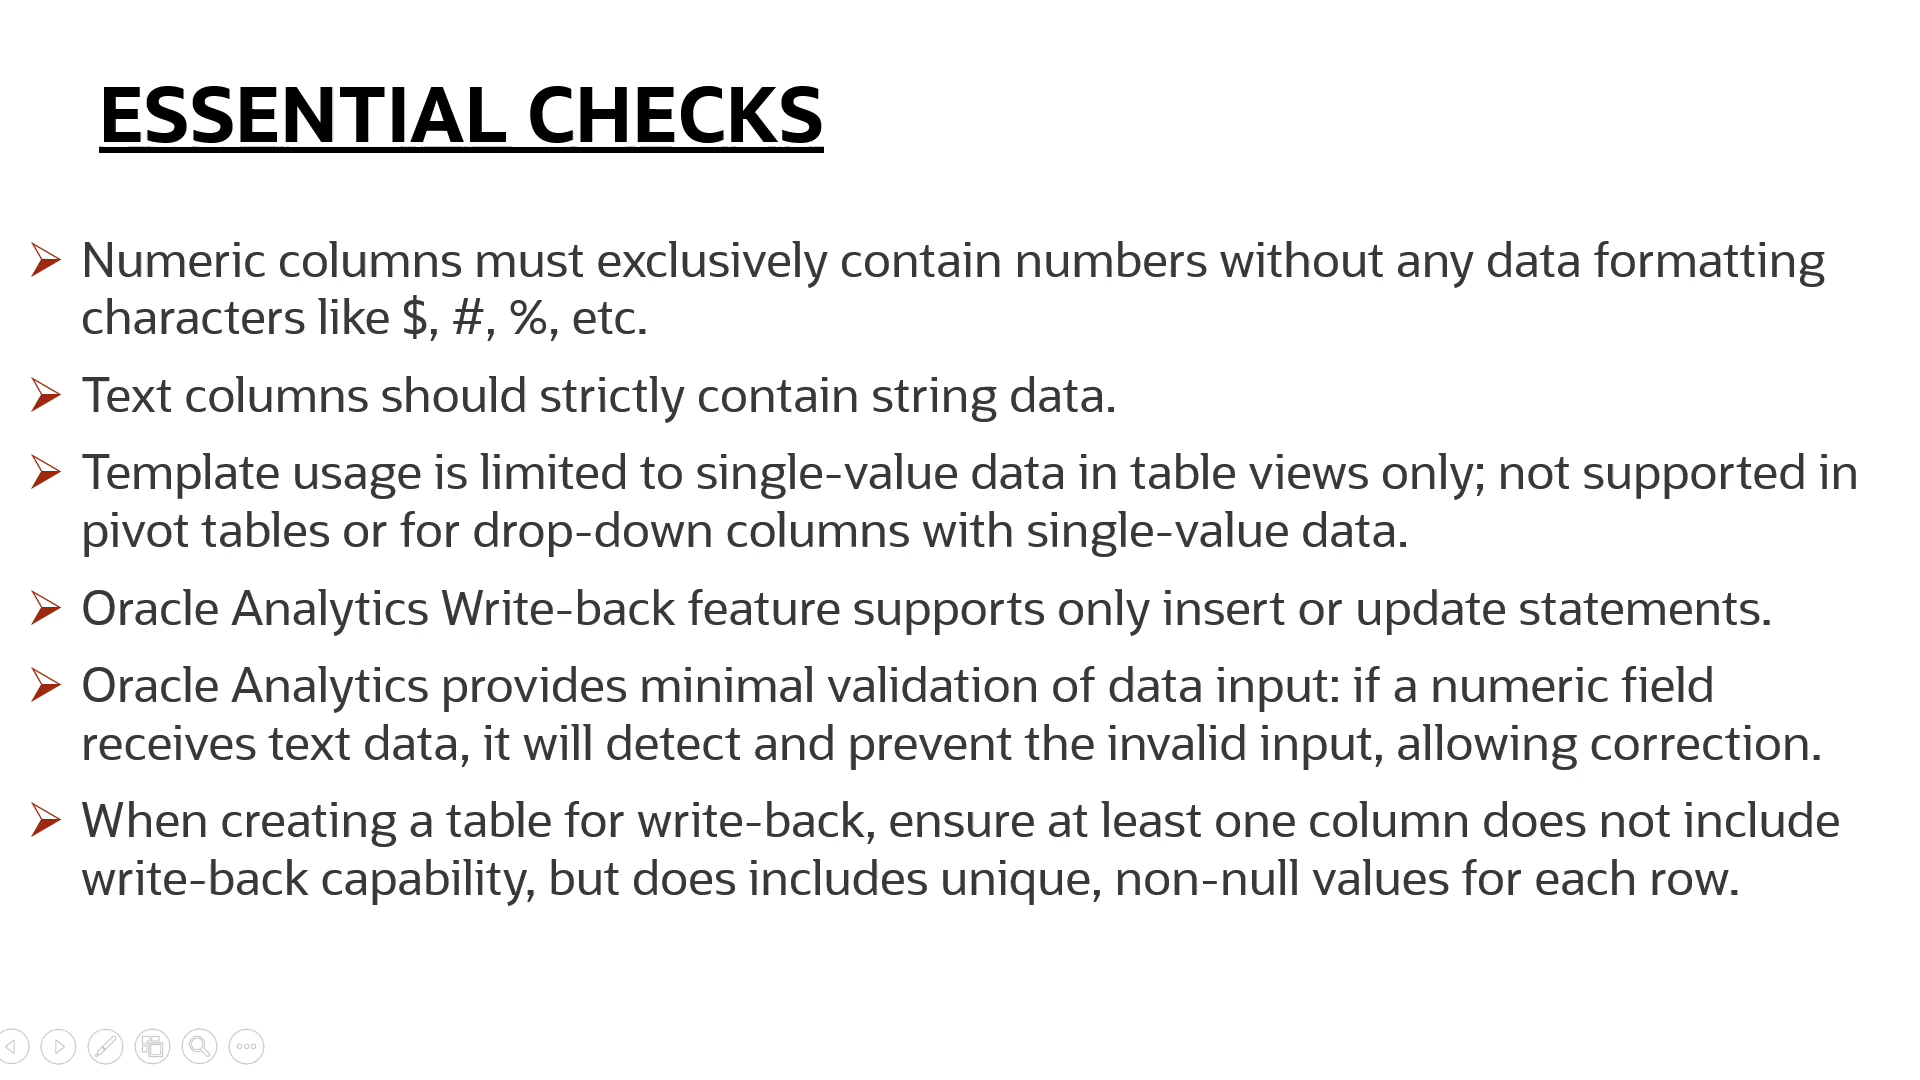 ESSENTIAL CHECKS
Numeric columns must exclusively contain numbers without any data formatting
characters like $, #, %, etc.
Text columns should strictly contain string data.
Template usage is limited to single-value data in table views only; not supported in
pivot tables or for drop-down columns with single-value data.
Oracle Analytics Write-back feature supports only insert or update statements.
Oracle Analytics provides minimal validation of data input: if a numeric field
receives text data, it will detect and prevent the invalid input, allowing correction.
When creating a table for write-back, ensure at least one column does not include
write-back capability, but does includes unique, non-null values for each row.